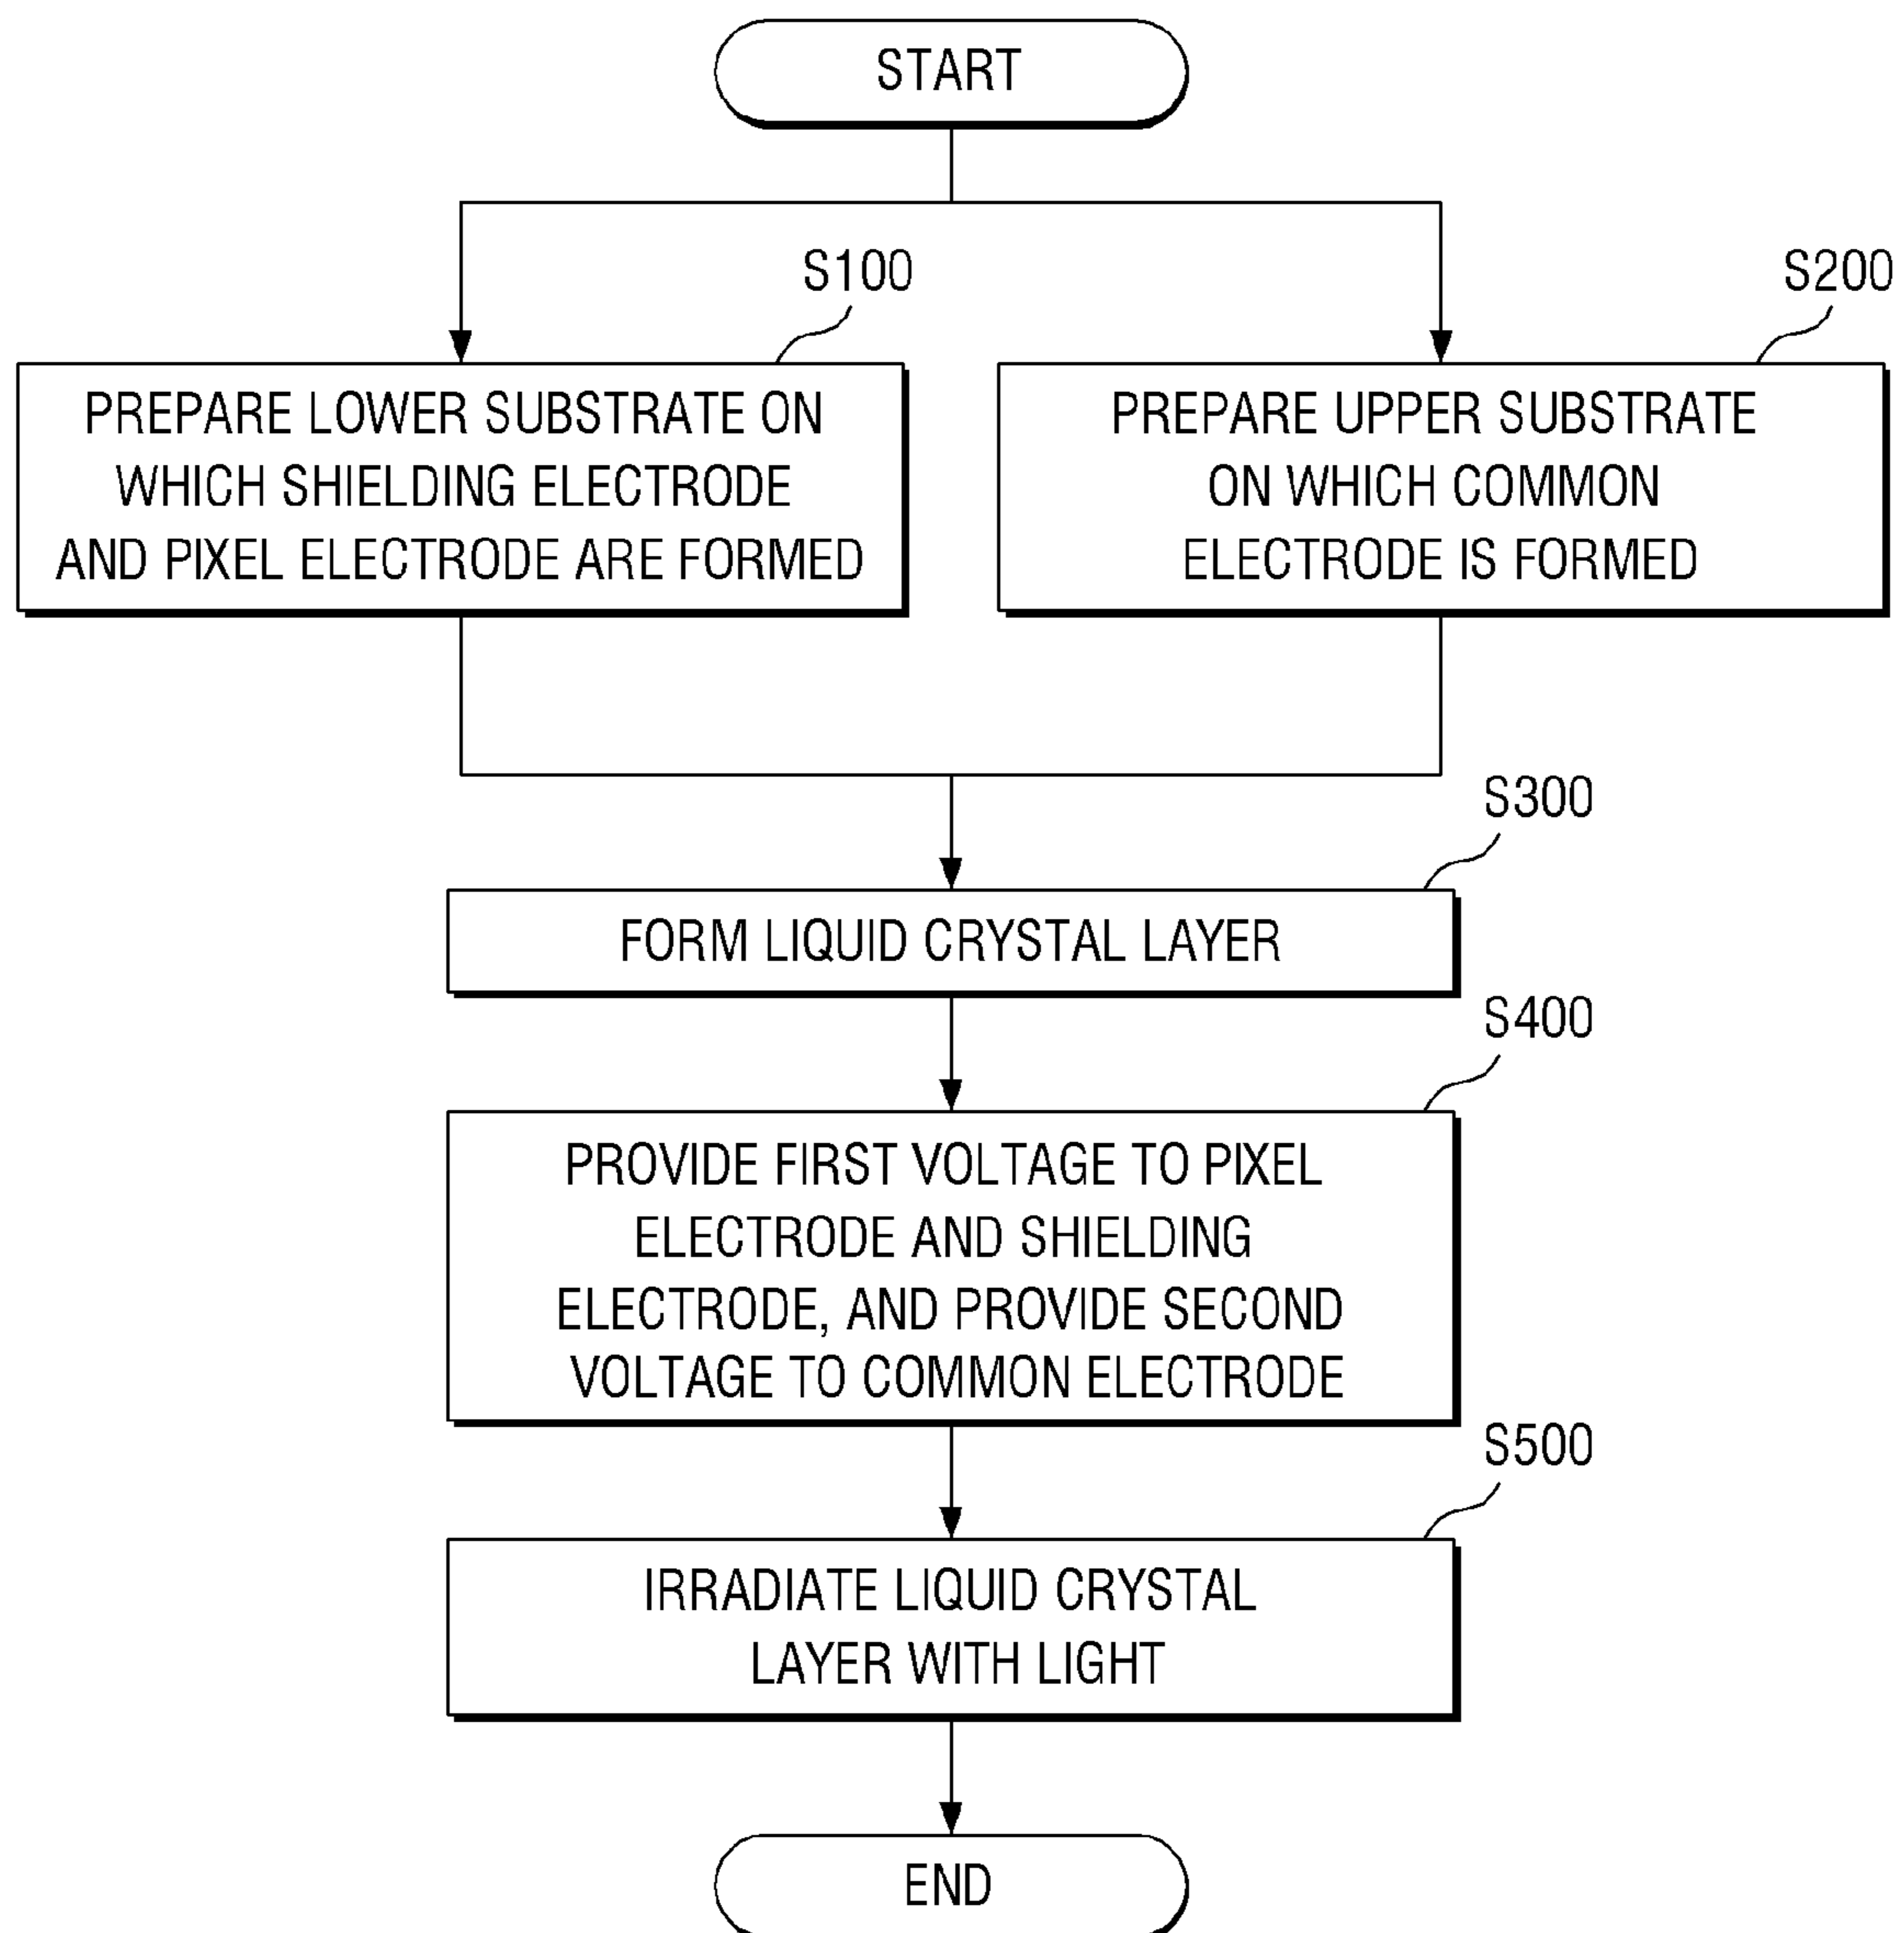 START
S100
PREPARE LOWER SUBSTRATE ON
WHICH SHIELDING ELECTRODE
AND PIXEL ELECTRODE ARE FORMED
S200
PREPARE UPPER SUBSTRATE
ON WHICH COMMON
ELECTRODE IS FORMED
S300
FORM LIQUID CRYSTAL LAYER
S400
PROVIDE FIRST VOLTAGE TO PIXEL
ELECTRODE AND SHIELDING
ELECTRODE, AND PROVIDE SECOND
VOLTAGE TO COMMON ELECTRODE
S500
IRRADIATE LIQUID CRYSTAL
LAYER WITH LIGHT
END